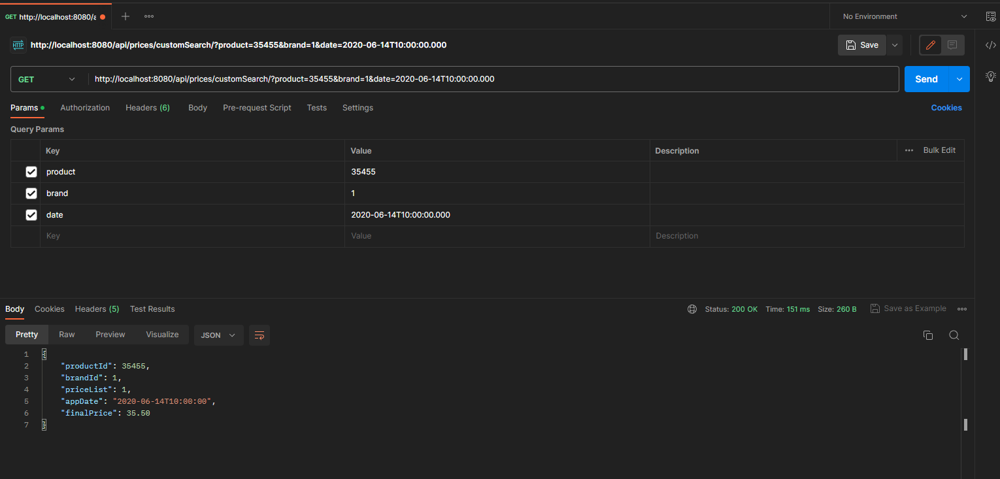 GET http://localhost:8080/a
No Environment
HTTP http://localhost:8080/api/prices/customSearch/?product=35455&brand=1&date=2020-06-14T10:00:00.000
Save
GET http://localhost:8080/api/prices/customSearch/?product=35455&brand=1&date=2020-06-14T10:00:00.000
Send
Params Authorization Headers (6) Body Pre-request Script Tests Settings Cookies
Query Params
Key Value Description Bulk Edit
product 35455
brand 1
date 2020-06-14T10:00:00.000
Key Value Description
Body Cookies Headers (5) Test Results Status: 200 OK Time: 151 ms Size: 260 B Save as Example
Pretty Raw Preview Visualize JSON
1 {
2 "productId": 35455,
3 "brandId": 1,
4 "priceList": 1,
5 "appDate": "2020-06-14T10:00:00",
6 "finalPrice": 35.50
7 }